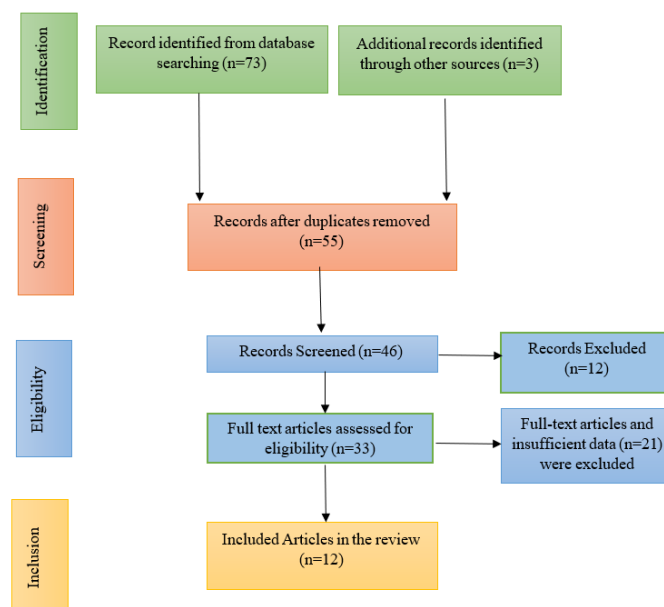 Identification
Record identified from database
searching (n=73)
Additional records identified
through other sources (n=3)
Screening
Records after duplicates removed
(n=55)
Eligibility
Records Screened (n=46)
Records Excluded
(n=12)
Full text articles assessed for
eligibility (n=33)
Full-text articles and
insufficient data (n=21)
were excluded
Inclusion
Included Articles in the review
(n=12)